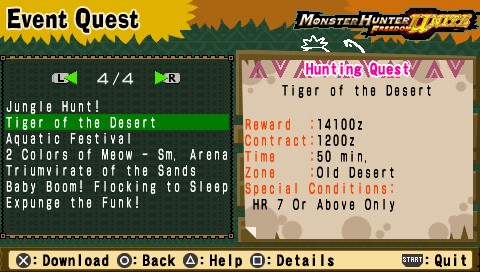 Event Quest
MONSTER HUNTER
FREEDOM UNITE
L 4/4 R
Jungle Hunt!
Tiger of the Desert
Aquatic Festival
2 Colors of Meow - Sm. Arena
Triumvirate of the Sands
Baby Boom! Flocking to Sleep
Expunge the Funk!
Hunting Quest
Tiger of the Desert
Reward :14100z
Contract:1200z
Time :50 min.
Zone :Old Desert
Special Conditions:
HR 7 Or Above Only
: Download : Back : Help : Details START : Quit